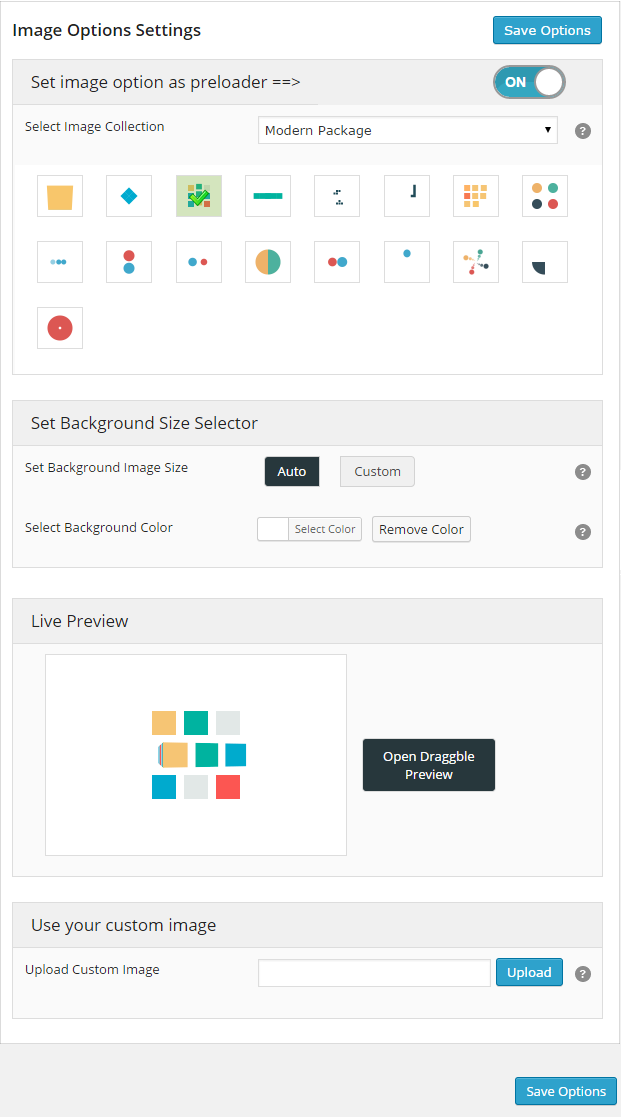 Image Options Settings
Save Options
Set image option as preloader ==>
ON
Select Image Collection
Modern Package
?
Set Background Size Selector
Set Background Image Size
Auto
Custom
?
Select Background Color
Select Color
Remove Color
?
Live Preview
Open Draggble
Preview
Use your custom image
Upload Custom Image
Upload
?
Save Options